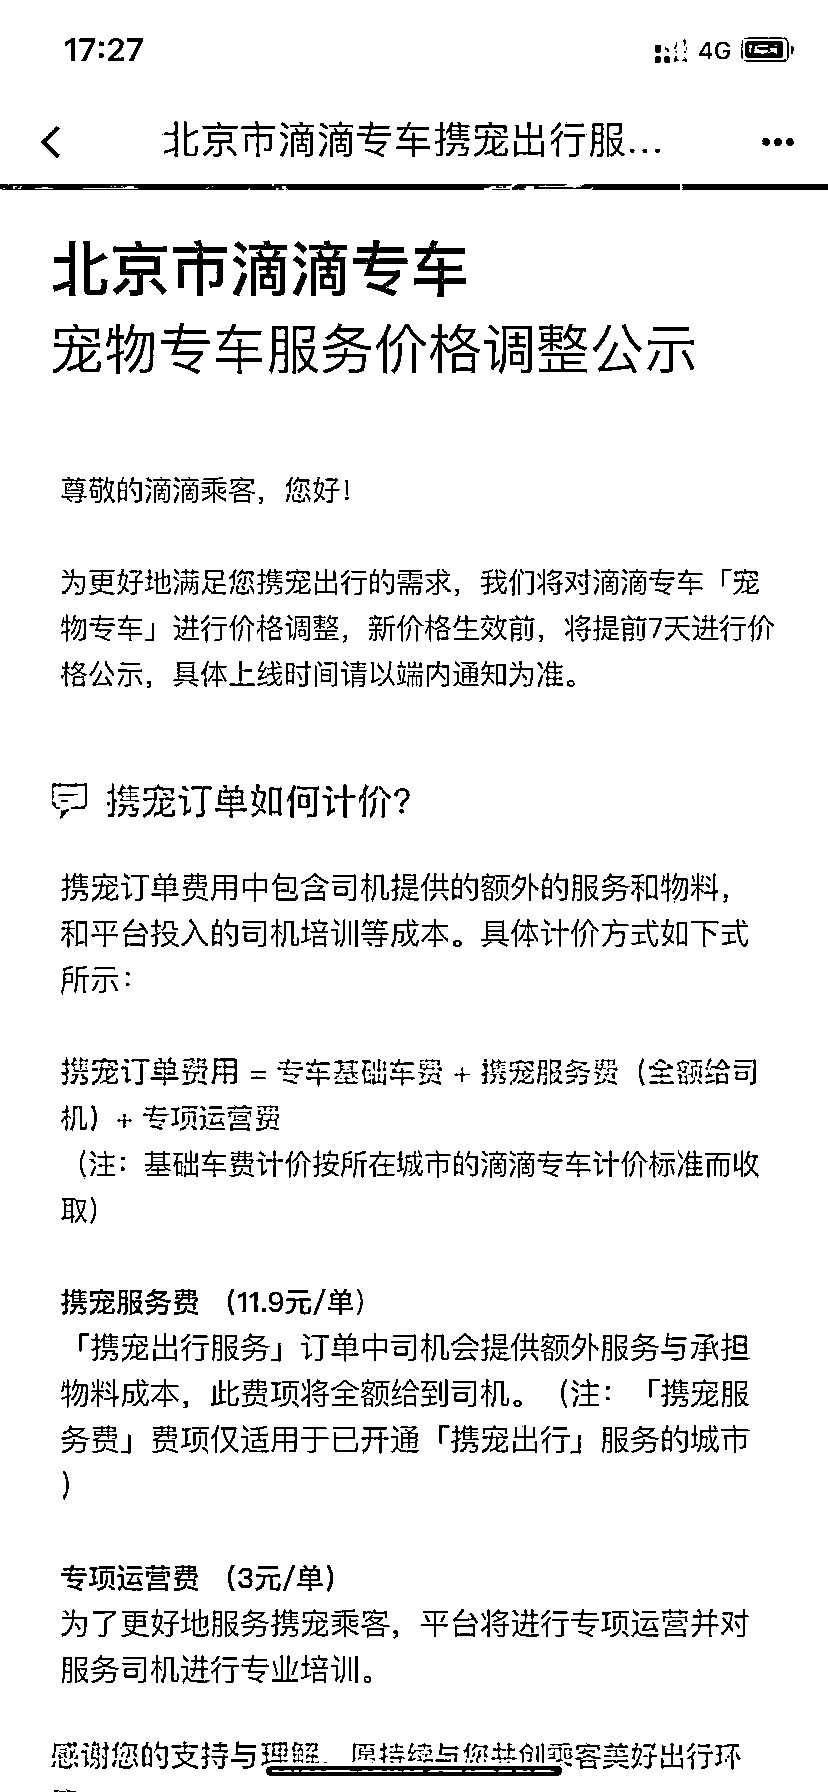 17:27
4G
北京市滴滴专车携宠出行服...
北京市滴滴专车
宠物专车服务价格调整公示
尊敬的滴滴乘客，您好！
为更好地满足您携宠出行的需求，我们将对滴滴专车「宠
物专车」进行价格调整，新价格生效前，将提前7天进行价
格公示，具体上线时间请以端内通知为准。
携宠订单如何计价？
携宠订单费用中包含司机提供的额外的服务和物料，
和平台投入的司机培训等成本。具体计价方式如下式
所示：
携宠订单费用 = 专车基础车费 + 携宠服务费（全额给司
机）+ 专项运营费
（注：基础车费计价按所在城市的滴滴专车计价标准而收
取）
携宠服务费 （11.9元/单）
「携宠出行服务」订单中司机会提供额外服务与承担
物料成本，此费项将全额给到司机。（注：「携宠服
务费」费项仅适用于已开通「携宠出行」服务的城市
）
专项运营费 （3元/单）
为了更好地服务携宠乘客，平台将进行专项运营并对
服务司机进行专业培训。
感谢您的支持与理解，愿持续与您共创乘客美好出行环